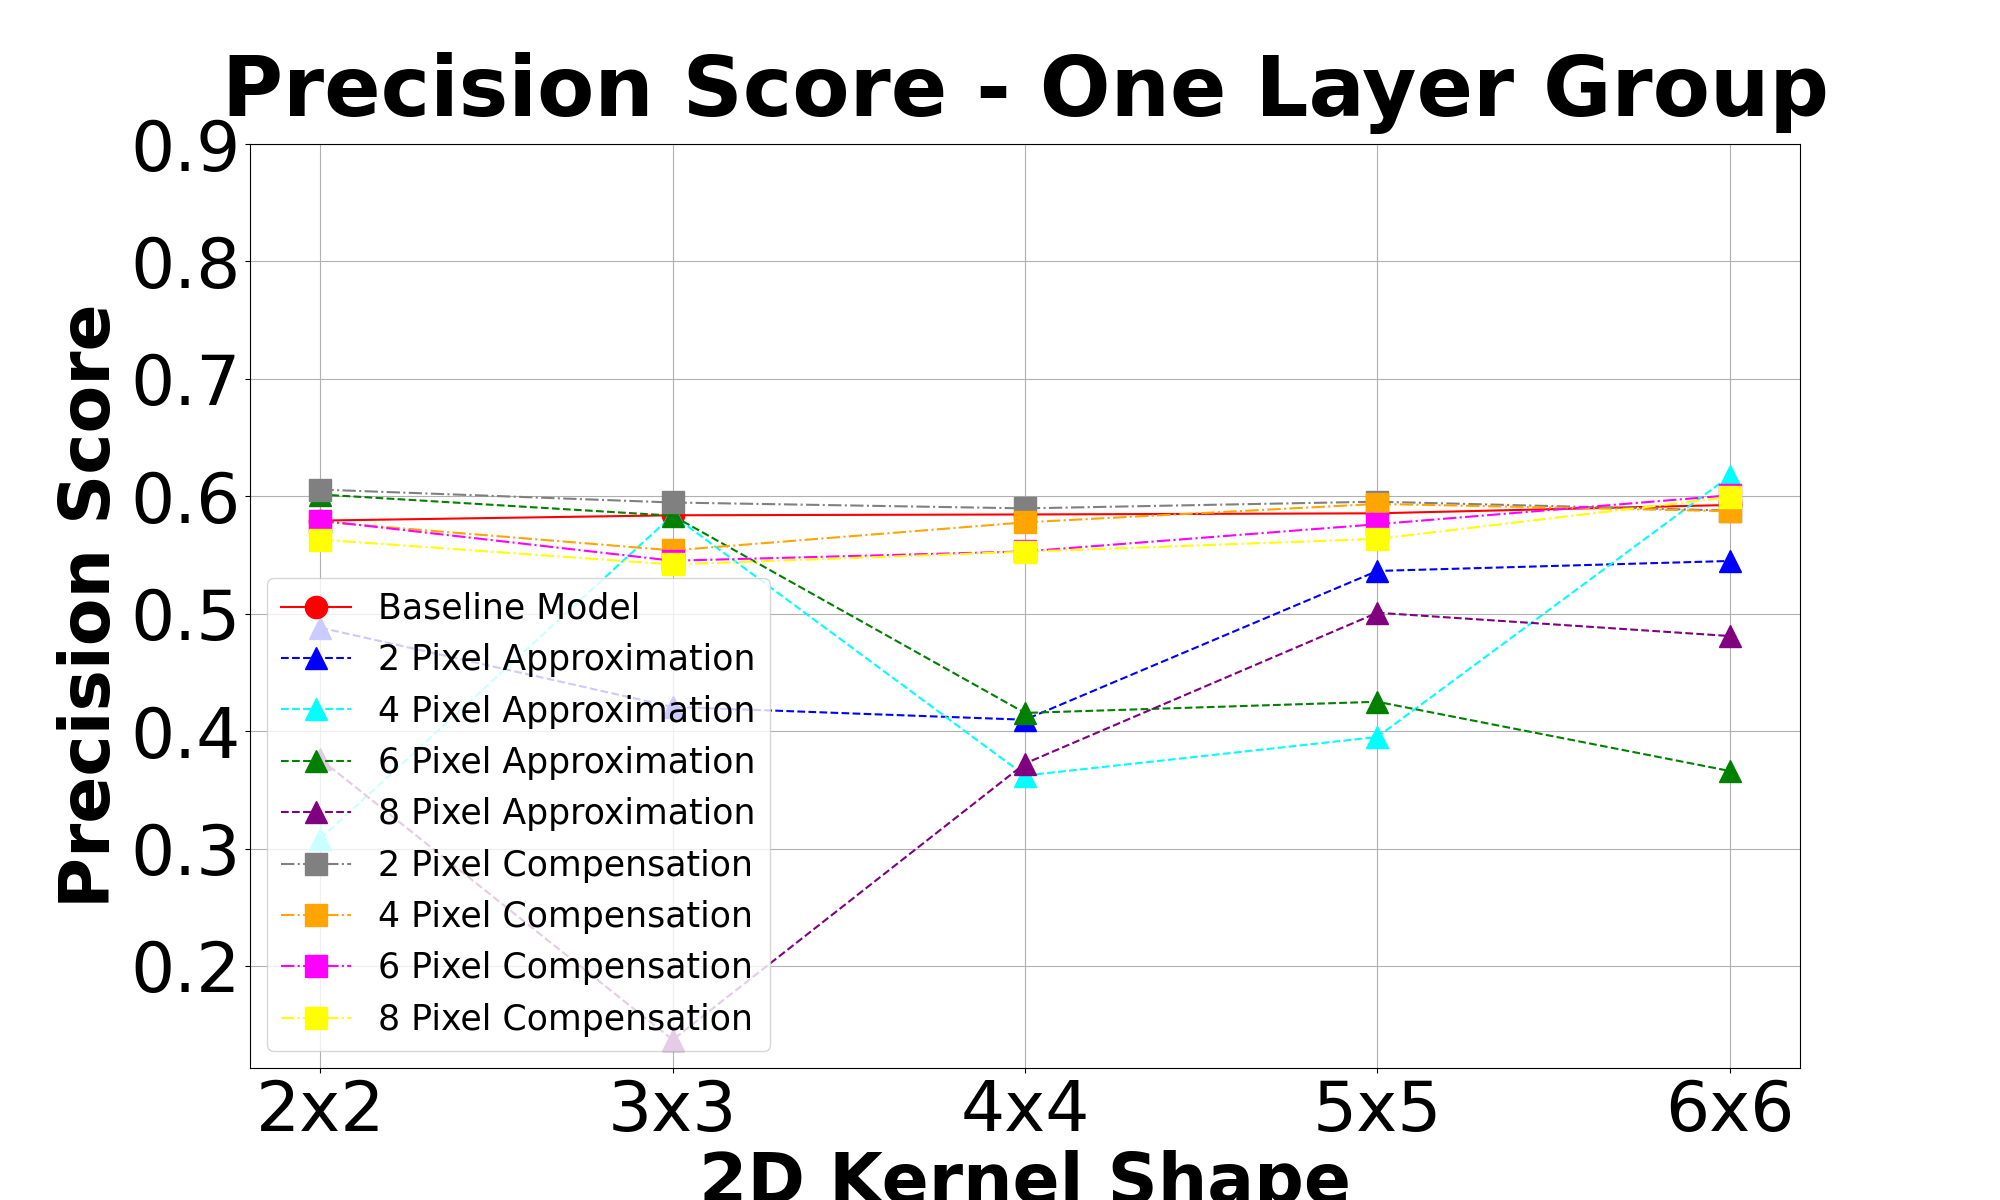 Precision Score - One Layer Group
0.9
0.8
0.7
0.6
0.5
0.4
0.3
0.2
Precision Score
Baseline Model
2 Pixel Approximation
4 Pixel Approximation
6 Pixel Approximation
8 Pixel Approximation
2 Pixel Compensation
4 Pixel Compensation
6 Pixel Compensation
8 Pixel Compensation
2x2 3x3 4x4 5x5 6x6
2D Kernel Shape